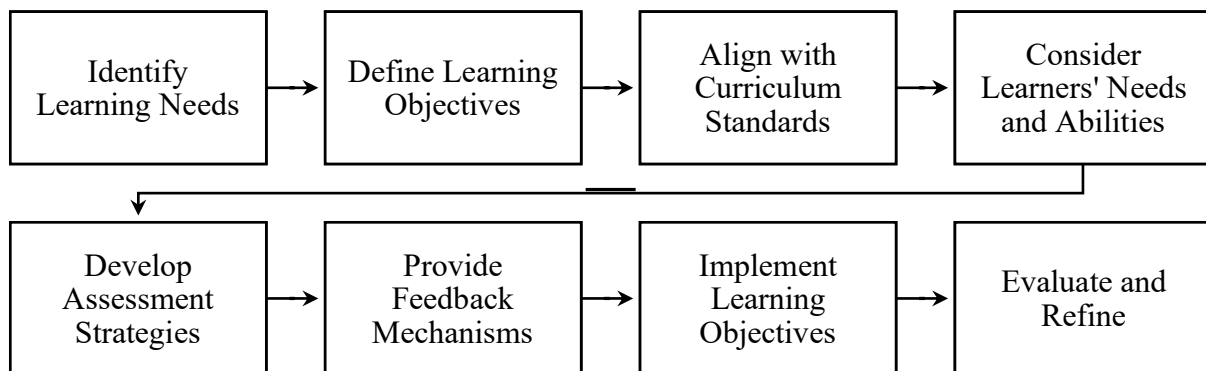 Identify
Learning Needs
Define Learning
Objectives
Align with
Curriculum
Standards
Consider
Learners' Needs
and Abilities
Develop
Assessment
Strategies
Provide
Feedback
Mechanisms
Implement
Learning
Objectives
Evaluate and
Refine